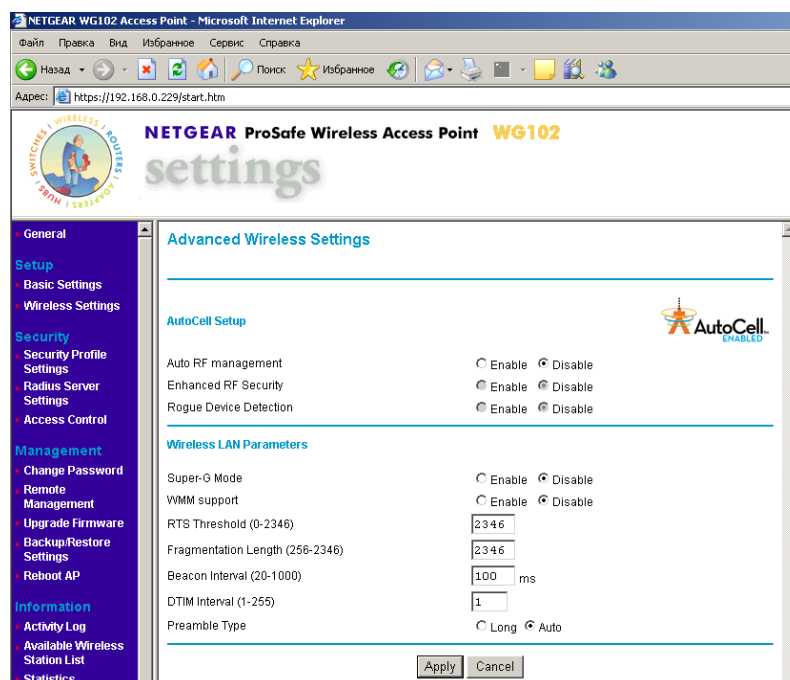 NETGEAR WG102 Access Point - Microsoft Internet Explorer
Файл Правка Вид Избранное Сервис Справка
Назад Поиск Избранное
Адрес: https://192.168.0.229/start.htm
SWITCHES WIRELESS ROUTERS ADAPTERS HUBS
NETGEAR ProSafe Wireless Access Point WG102
settings
General
Setup
Basic Settings
Wireless Settings
Security
Security Profile
Settings
Radius Server
Settings
Access Control
Management
Change Password
Remote
Management
Upgrade Firmware
Backup/Restore
Settings
Reboot AP
Information
Activity Log
Available Wireless
Station List
Statistics
Advanced Wireless Settings
AutoCell Setup
AutoCell
ENABLED
Auto RF management Enable Disable
Enhanced RF Security Enable Disable
Rogue Device Detection Enable Disable
Wireless LAN Parameters
Super-G Mode Enable Disable
WMM support Enable Disable
RTS Threshold (0-2346) 2346
Fragmentation Length (256-2346) 2346
Beacon Interval (20-1000) 100 ms
DTIM Interval (1-255) 1
Preamble Type Long Auto
Apply Cancel